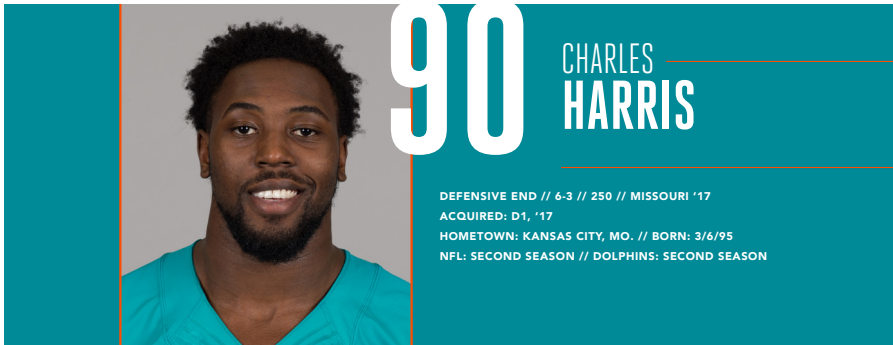 90
CHARLES
HARRIS
DEFENSIVE END // 6-3 // 250 // MISSOURI ‘17
ACQUIRED: D1, ‘17
HOMETOWN: KANSAS CITY, MO. // BORN: 3/6/95
NFL: SECOND SEASON // DOLPHINS: SECOND SEASON